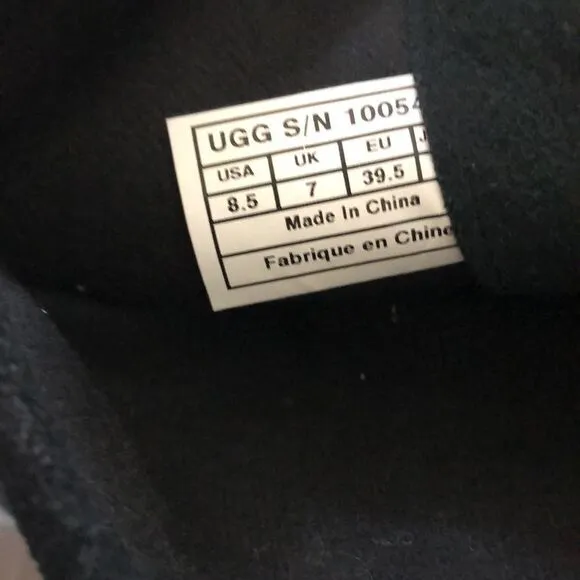 UGG S/N 10054
USA UK EU J
8.5 7 39.5
Made In China
Fabrique en Chine